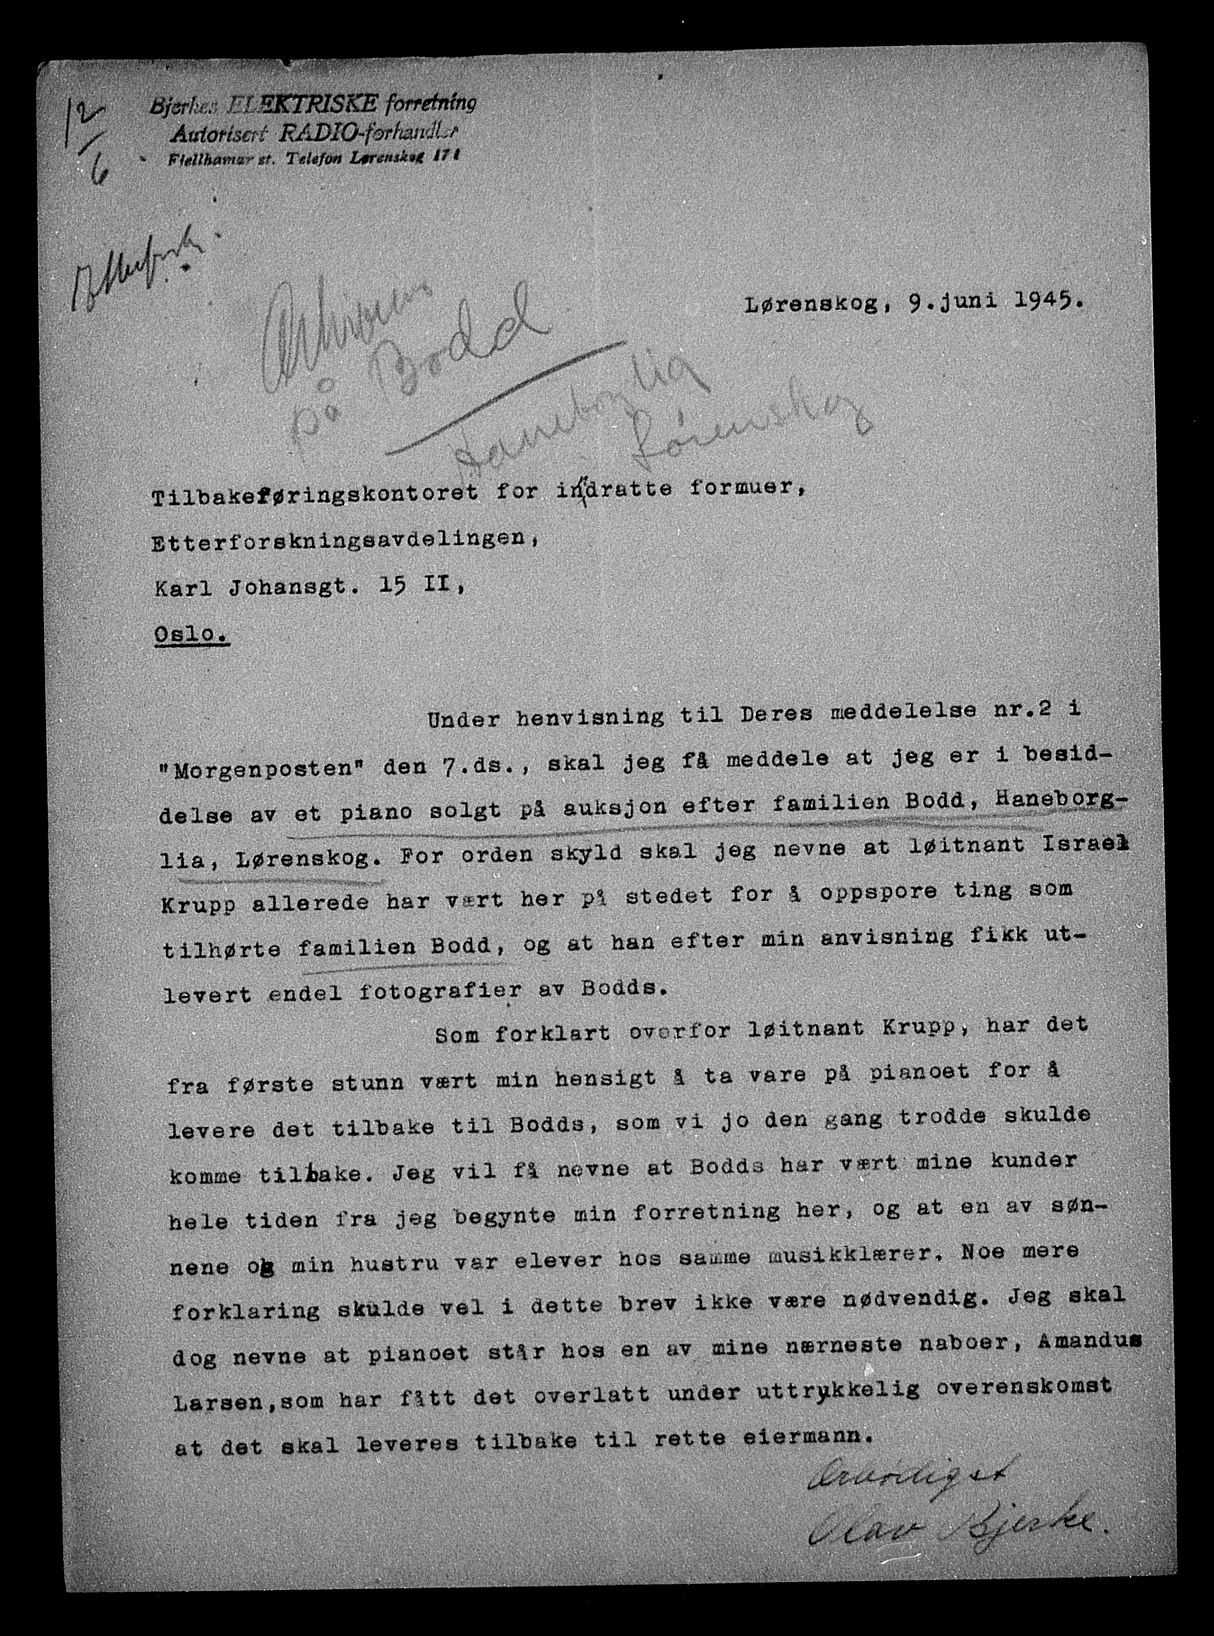 12/6
Bjerkes ELEKTRISKE forretning
Autorisert RADIO-forhandler
Fjellhamar st. Telefon Lørenskog 171
Lørenskog, 9.juni 1945.
på Bodd
Haneborglia
Lørenskog
Tilbakeføringskontoret for indratte formuer,
Etterforskningsavdelingen,
Karl Johansgt. 15 II,
Oslo.
Under henvisning til Deres meddelelse nr.2 i
"Morgenposten" den 7.ds., skal jeg få meddele at jeg er i besid-
delse av et piano solgt på auksjon efter familien Bodd, Haneborg-
lia, Lørenskog. For orden skyld skal jeg nevne at løitnant Israel
Krupp allerede har vært her på stedet for å oppspore ting som
tilhørte familien Bodd, og at han efter min anvisning fikk ut-
levert endel fotografier av Bodds.
Som forklart overfor løitnant Krupp, har det
fra første stunn vært min hensigt å ta vare på pianoet for å
levere det tilbake til Bodds, som vi jo den gang trodde skulde
komme tilbake. Jeg vil få nevne at Bodds har vært mine kunder
hele tiden fra jeg begynte min forretning her, og at en av søn-
nene og min hustru var elever hos samme musikklærer. Noe mere
forklaring skulde vel i dette brev ikke være nødvendig. Jeg skal
dog nevne at pianoet står hos en av mine nærneste naboer, Amandus
Larsen,som har fått det overlatt under uttrykkelig overenskomst
at det skal leveres tilbake til rette eiermann.
Ærbødigst
Olav Bjerke.